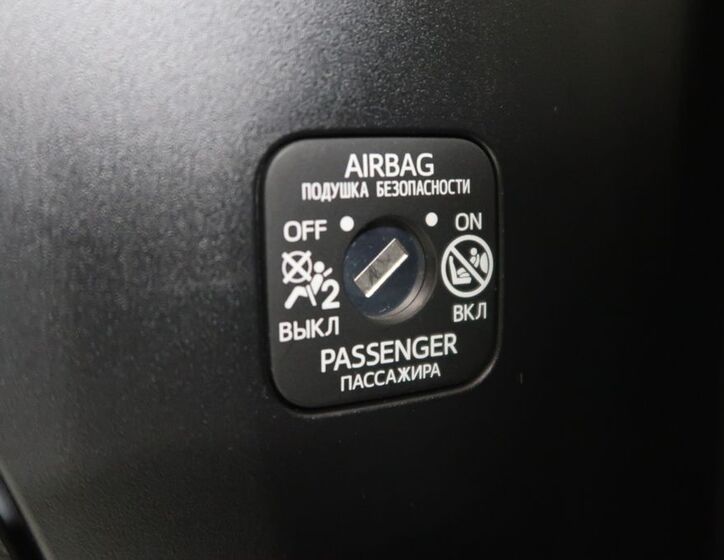 AIRBAG
ПОДУШКА БЕЗОПАСНОСТИ
OFF ON
2
ВЫКЛ ВКЛ
PASSENGER
ПАССАЖИРА